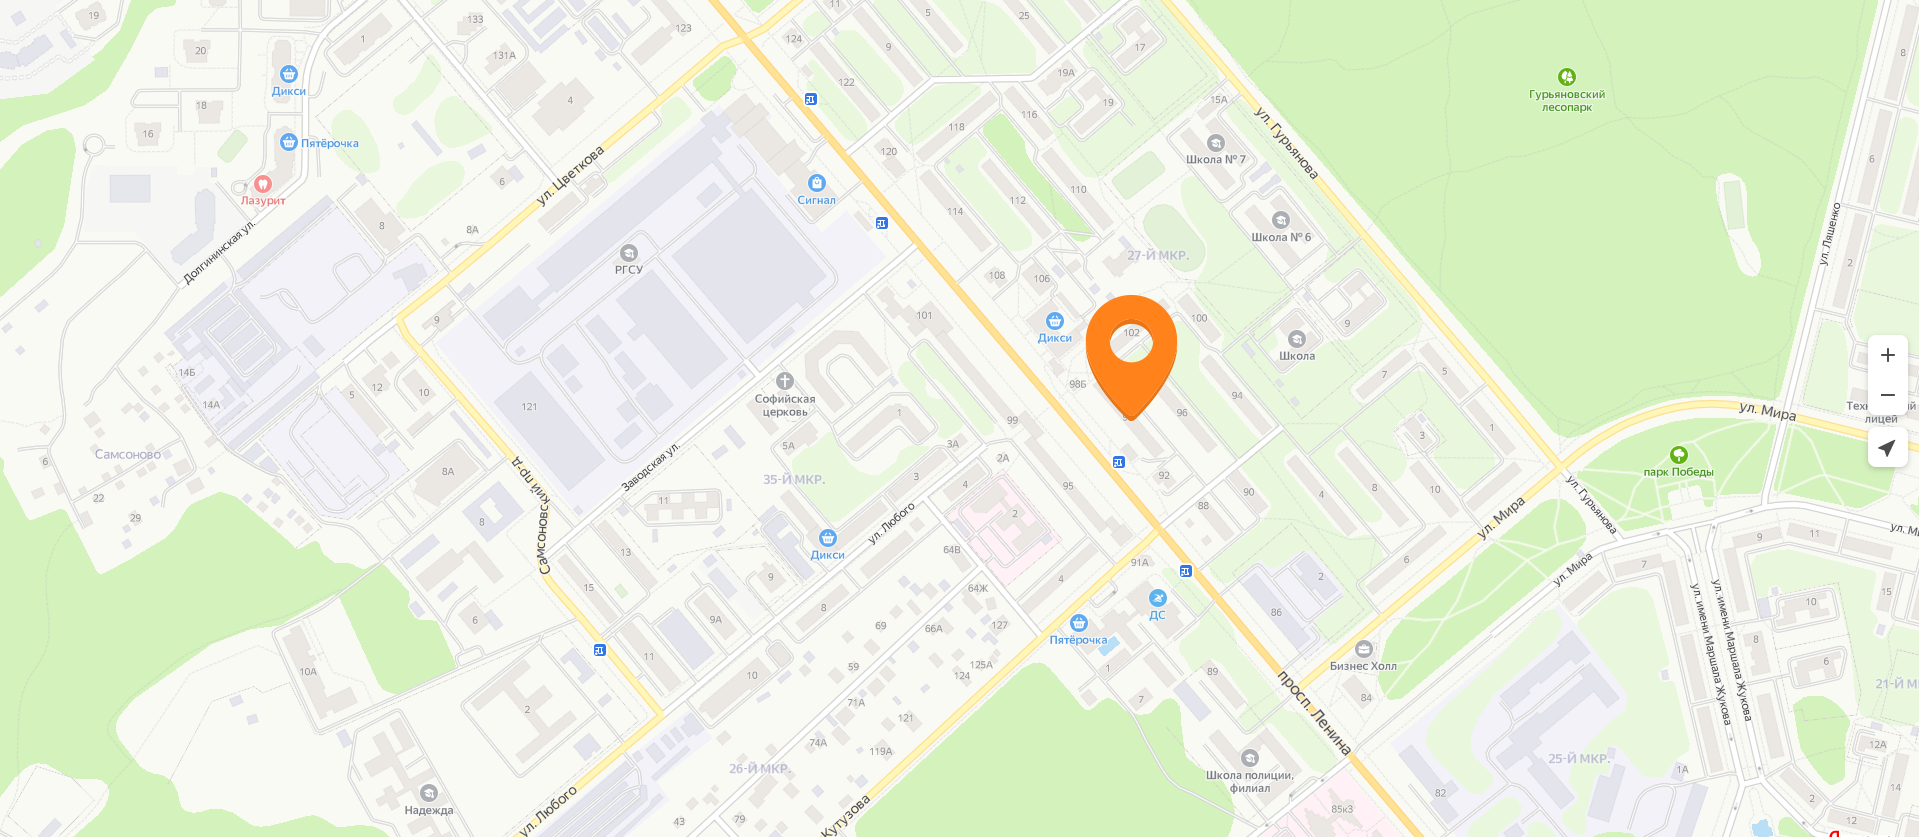 133
5
25
123
124
19
1
131А
9
17
8
20
Дикси
122
19А
Гурьяновский
лесопарк
18
4
118
116
19
15А
ул. Гурьянова
16
Пятёрочка
120
Школа № 7
6
ул. Цветкова
6
Лазурит
Сигнал
110
112
114
Школа № 6
ул. Ляшенко
Долгининская ул.
8
8А
РГСУ
27-Й МКР.
2
108
106
9
101
Дикси
102
100
9
Школа
14Б
12
5
10
Софийская
церковь
98Б
7
5
14А
121
1
99
96
94
ул. Мира
лицей
Самсоново
5А
3А
3
1
6
8А
2А
парк Победы
22
29
Самсоновский пр-д
Заводская ул.
35-Й МКР.
3
4
95
92
90
8
10
11
88
ул. Гурьянова
8
ул. Любого
2
ул. Мира
13
Дикси
64В
91А
6
9
11
ул. Мира
7
15
9
4
2
64Ж
ДС
86
8
10
15
ул. имени Маршала Жукова
ул. имени Маршала Жукова
6
9А
69
66А
127
Пятёрочка
8
10А
11
10
59
125А
124
1
89
Бизнес Холл
6
2
71А
7
84
21-Й МКР.
121
просп. Ленина
74А
119А
12А
26-Й МКР.
Школа полиции,
филиал
25-Й МКР.
1А
Надежда
82
2
14
ул. Любого
43
79
Кутузова
85к3
12